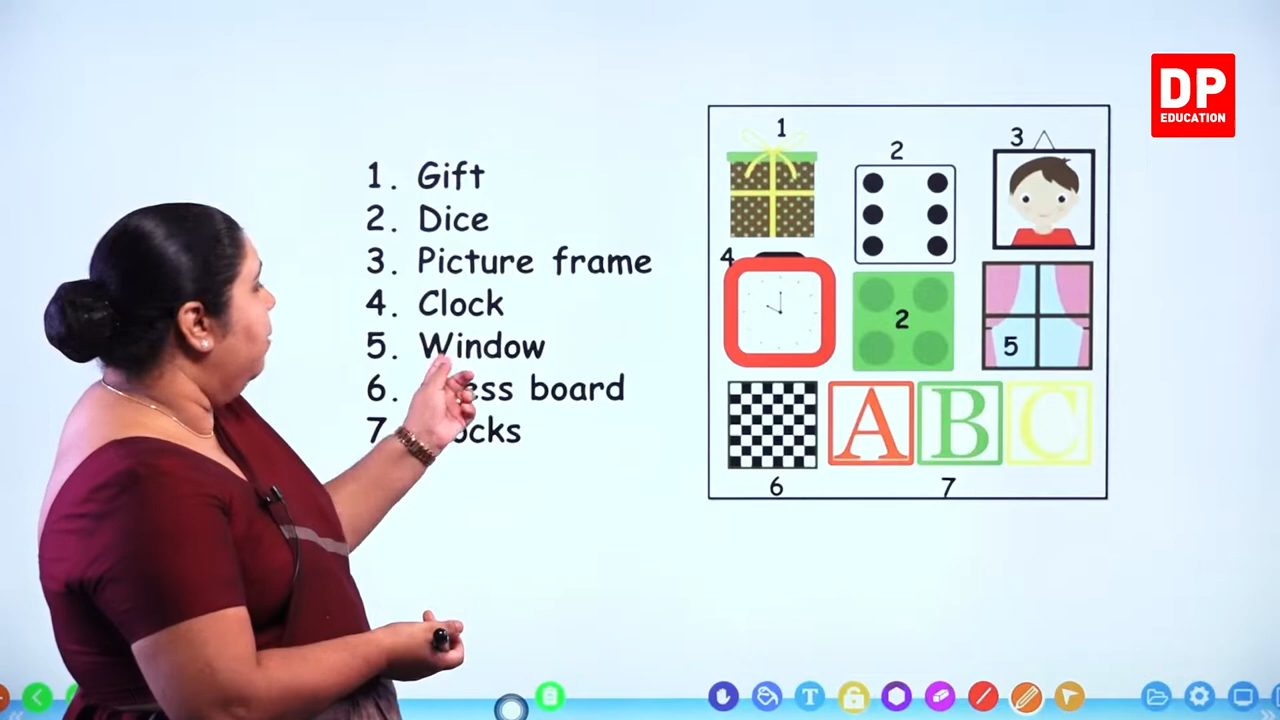 DP
EDUCATION
1. Gift
2. Dice
3. Picture frame
4. Clock
5. Window
6. board
7
1
2
3
4
2
5
A B C
6
7
T